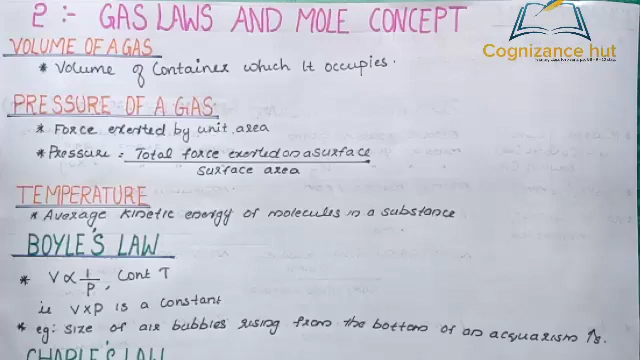 2 :- GAS LAWS AND MOLE CONCEPT
Cognizance hut
VOLUME OF A GAS
* Volume of Container which it occupies.
PRESSURE OF A GAS
* Force exerted by unit area
* Pressure = Total force exerted on a surface
surface area
TEMPERATURE
* Average kinetic energy of molecules in a substance
BOYLE'S LAW
* V ∝ 1/P, Cont T
ie V×P is a constant
* eg: size of air bubbles rising from the bottom of an acquarism ↑s.
CHARLE'S LAW